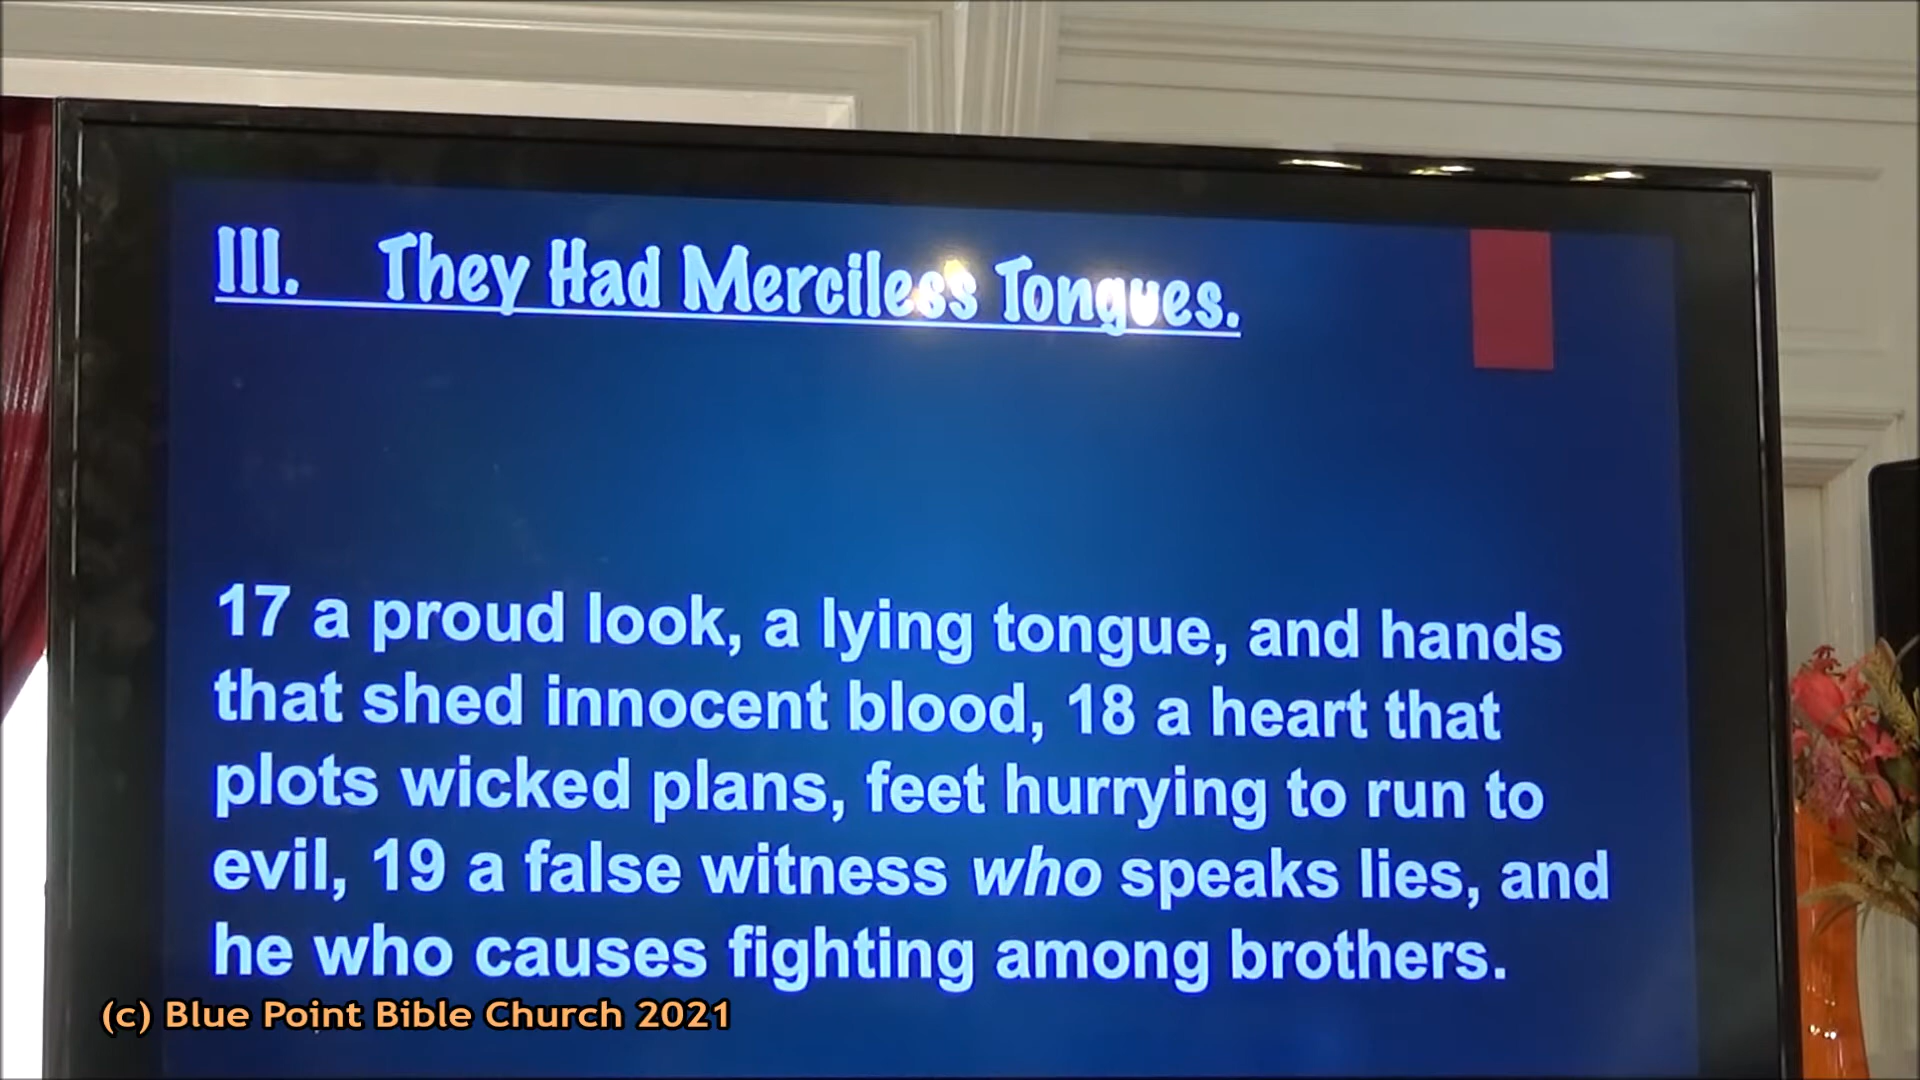 III. They Had Merciless Tongues.
17 a proud look, a lying tongue, and hands
that shed innocent blood, 18 a heart that
plots wicked plans, feet hurrying to run to
evil, 19 a false witness who speaks lies, and
he who causes fighting among brothers.
(c) Blue Point Bible Church 2021